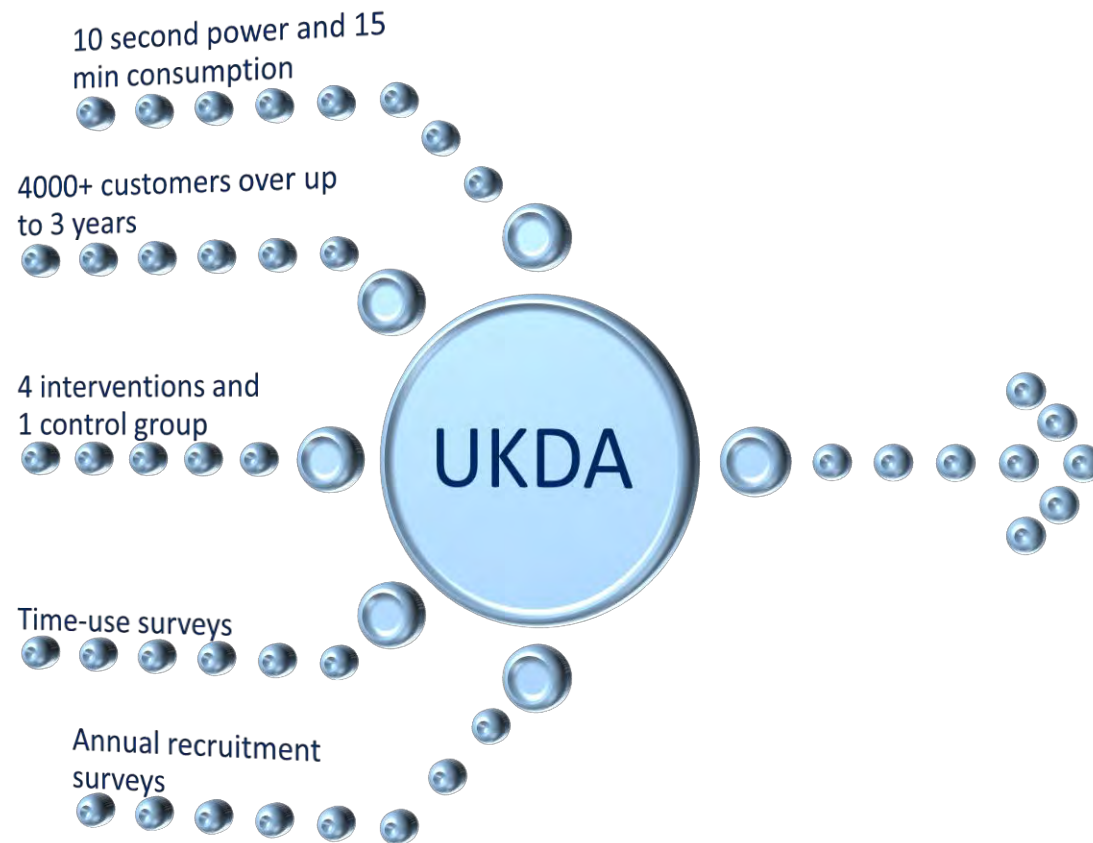 10 second power and 15
min consumption
4000+ customers over up
to 3 years
4 interventions and
1 control group
UKDA
Time-use surveys
Annual recruitment
surveys